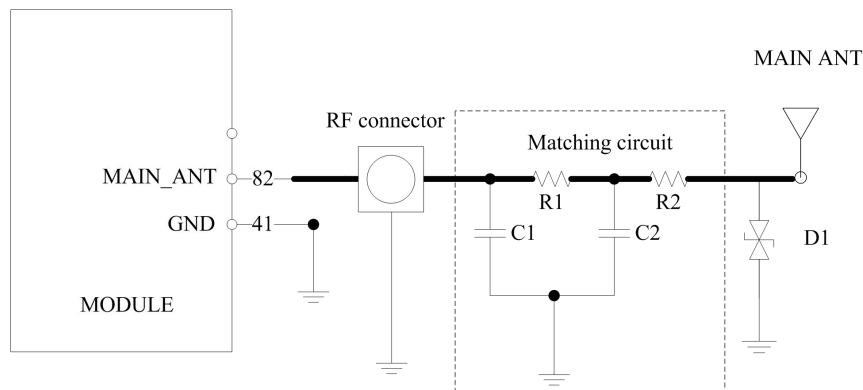 MAIN ANT
RF connector
Matching circuit
MAIN_ANT 82
R1
R2
GND 41
C1
C2
D1
MODULE